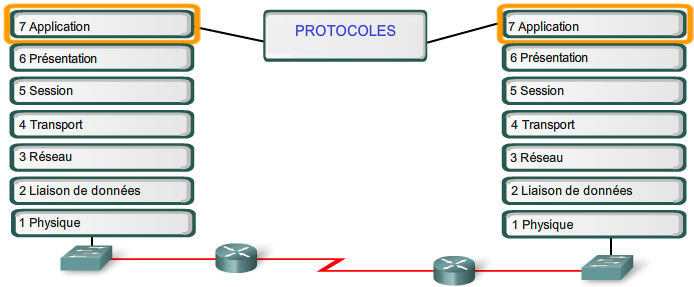 7 Application
6 Présentation
5 Session
4 Transport
3 Réseau
2 Liaison de données
1 Physique
PROTOCOLES
7 Application
6 Présentation
5 Session
4 Transport
3 Réseau
2 Liaison de données
1 Physique